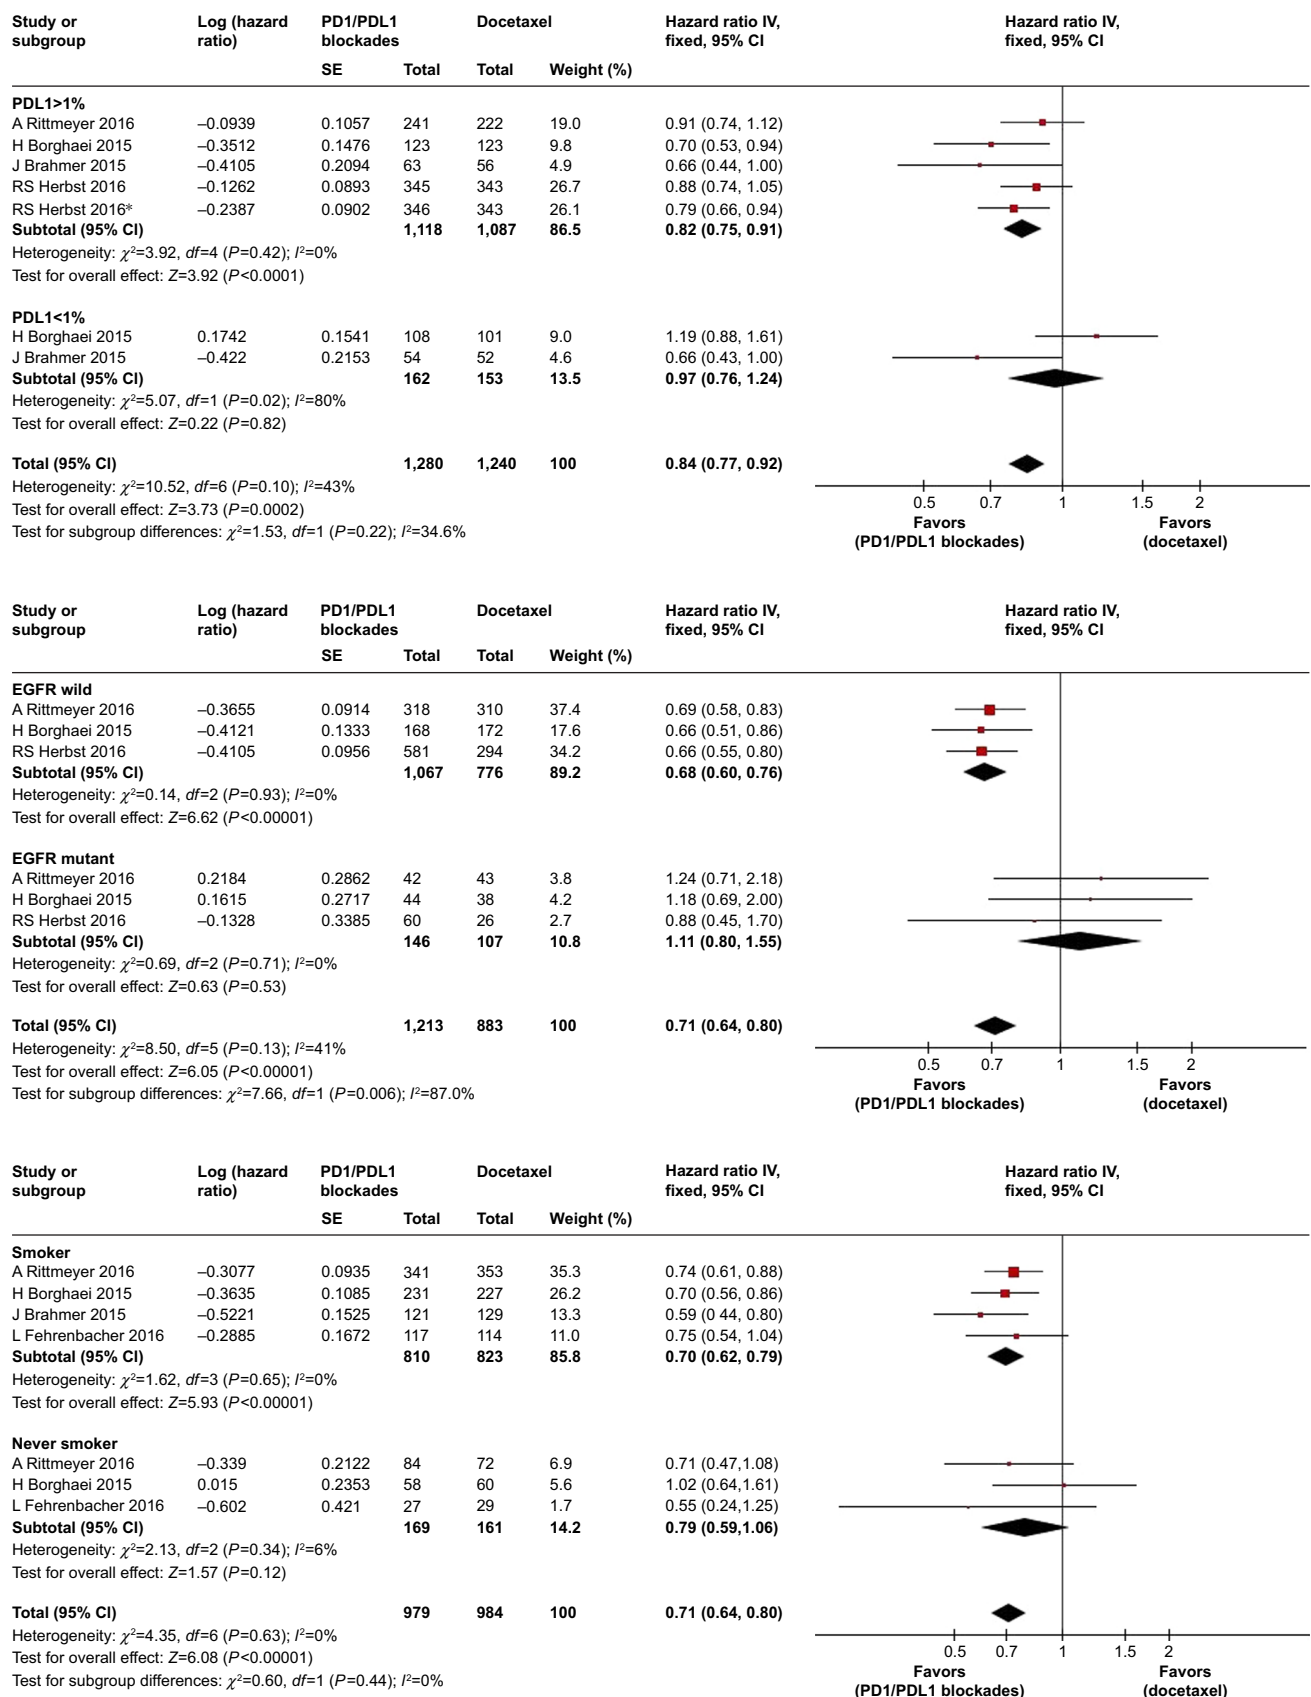 Study or subgroup Log (hazard ratio) PD1/PDL1 blockades Docetaxel Hazard ratio IV, fixed, 95% CI Hazard ratio IV, fixed, 95% CI
SE Total Total Weight (%)
PDL1>1%
A Rittmeyer 2016 –0.0939 0.1057 241 222 19.0 0.91 (0.74, 1.12)
H Borghaei 2015 –0.3512 0.1476 123 123 9.8 0.70 (0.53, 0.94)
J Brahmer 2015 –0.4105 0.2094 63 56 4.9 0.66 (0.44, 1.00)
RS Herbst 2016 –0.1262 0.0893 345 343 26.7 0.88 (0.74, 1.05)
RS Herbst 2016* –0.2387 0.0902 346 343 26.1 0.79 (0.66, 0.94)
Subtotal (95% CI) 1,118 1,087 86.5 0.82 (0.75, 0.91)
Heterogeneity: χ²=3.92, df=4 (P=0.42); I²=0%
Test for overall effect: Z=3.92 (P<0.0001)
PDL1<1%
H Borghaei 2015 0.1742 0.1541 108 101 9.0 1.19 (0.88, 1.61)
J Brahmer 2015 –0.422 0.2153 54 52 4.6 0.66 (0.43, 1.00)
Subtotal (95% CI) 162 153 13.5 0.97 (0.76, 1.24)
Heterogeneity: χ²=5.07, df=1 (P=0.02); I²=80%
Test for overall effect: Z=0.22 (P=0.82)
Total (95% CI) 1,280 1,240 100 0.84 (0.77, 0.92)
Heterogeneity: χ²=10.52, df=6 (P=0.10); I²=43%
Test for overall effect: Z=3.73 (P=0.0002)
Test for subgroup differences: χ²=1.53, df=1 (P=0.22); I²=34.6%
0.5 0.7 1 1.5 2
Favors (PD1/PDL1 blockades) Favors (docetaxel)
Study or subgroup Log (hazard ratio) PD1/PDL1 blockades Docetaxel Hazard ratio IV, fixed, 95% CI Hazard ratio IV, fixed, 95% CI
SE Total Total Weight (%)
EGFR wild
A Rittmeyer 2016 –0.3655 0.0914 318 310 37.4 0.69 (0.58, 0.83)
H Borghaei 2015 –0.4121 0.1333 168 172 17.6 0.66 (0.51, 0.86)
RS Herbst 2016 –0.4105 0.0956 581 294 34.2 0.66 (0.55, 0.80)
Subtotal (95% CI) 1,067 776 89.2 0.68 (0.60, 0.76)
Heterogeneity: χ²=0.14, df=2 (P=0.93); I²=0%
Test for overall effect: Z=6.62 (P<0.00001)
EGFR mutant
A Rittmeyer 2016 0.2184 0.2862 42 43 3.8 1.24 (0.71, 2.18)
H Borghaei 2015 0.1615 0.2717 44 38 4.2 1.18 (0.69, 2.00)
RS Herbst 2016 –0.1328 0.3385 60 26 2.7 0.88 (0.45, 1.70)
Subtotal (95% CI) 146 107 10.8 1.11 (0.80, 1.55)
Heterogeneity: χ²=0.69, df=2 (P=0.71); I²=0%
Test for overall effect: Z=0.63 (P=0.53)
Total (95% CI) 1,213 883 100 0.71 (0.64, 0.80)
Heterogeneity: χ²=8.50, df=5 (P=0.13); I²=41%
Test for overall effect: Z=6.05 (P<0.00001)
Test for subgroup differences: χ²=7.66, df=1 (P=0.006); I²=87.0%
0.5 0.7 1 1.5 2
Favors (PD1/PDL1 blockades) Favors (docetaxel)
Study or subgroup Log (hazard ratio) PD1/PDL1 blockades Docetaxel Hazard ratio IV, fixed, 95% CI Hazard ratio IV, fixed, 95% CI
SE Total Total Weight (%)
Smoker
A Rittmeyer 2016 –0.3077 0.0935 341 353 35.3 0.74 (0.61, 0.88)
H Borghaei 2015 –0.3635 0.1085 231 227 26.2 0.70 (0.56, 0.86)
J Brahmer 2015 –0.5221 0.1525 121 129 13.3 0.59 (0 44, 0.80)
L Fehrenbacher 2016 –0.2885 0.1672 117 114 11.0 0.75 (0.54, 1.04)
Subtotal (95% CI) 810 823 85.8 0.70 (0.62, 0.79)
Heterogeneity: χ²=1.62, df=3 (P=0.65); I²=0%
Test for overall effect: Z=5.93 (P<0.00001)
Never smoker
A Rittmeyer 2016 –0.339 0.2122 84 72 6.9 0.71 (0.47,1.08)
H Borghaei 2015 0.015 0.2353 58 60 5.6 1.02 (0.64,1.61)
L Fehrenbacher 2016 –0.602 0.421 27 29 1.7 0.55 (0.24,1.25)
Subtotal (95% CI) 169 161 14.2 0.79 (0.59,1.06)
Heterogeneity: χ²=2.13, df=2 (P=0.34); I²=6%
Test for overall effect: Z=1.57 (P=0.12)
Total (95% CI) 979 984 100 0.71 (0.64, 0.80)
Heterogeneity: χ²=4.35, df=6 (P=0.63); I²=0%
Test for overall effect: Z=6.08 (P<0.00001)
Test for subgroup differences: χ²=0.60, df=1 (P=0.44); I²=0%
0.5 0.7 1 1.5 2
Favors (PD1/PDL1 blockades) Favors (docetaxel)